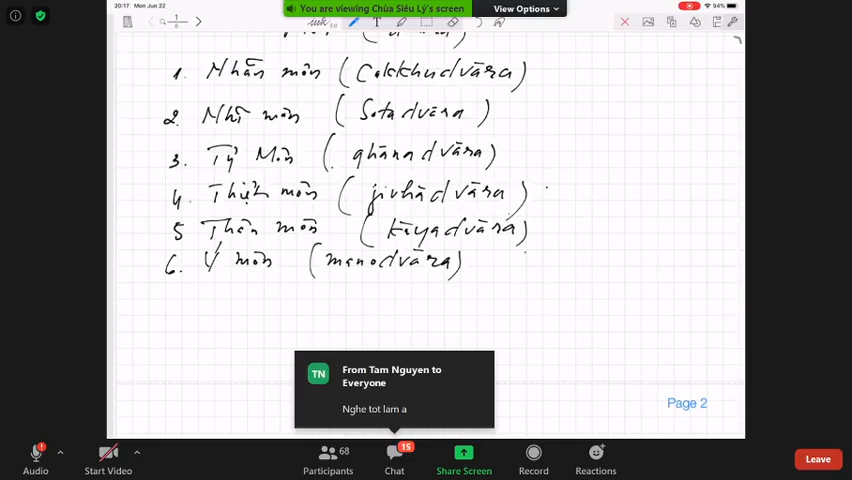 20:17 Mon Jun 22
You are viewing Chùa Siêu Lý's screen
View Options
94%
1
6
1. Nhãn môn (Cakkhudvāra)
2. Nhĩ môn (Sotadvāra)
3. Tỷ Môn (ghānadvāra)
4. Thiệt môn (jivhādvāra)
5 Thân môn (Kāyadvāra)
6. Ý môn (manodvāra)
TN
From Tam Nguyen to
Everyone
Nghe tot lam a
Page 2
68
15
Audio
Start Video
Participants
Chat
Share Screen
Record
Reactions
Leave